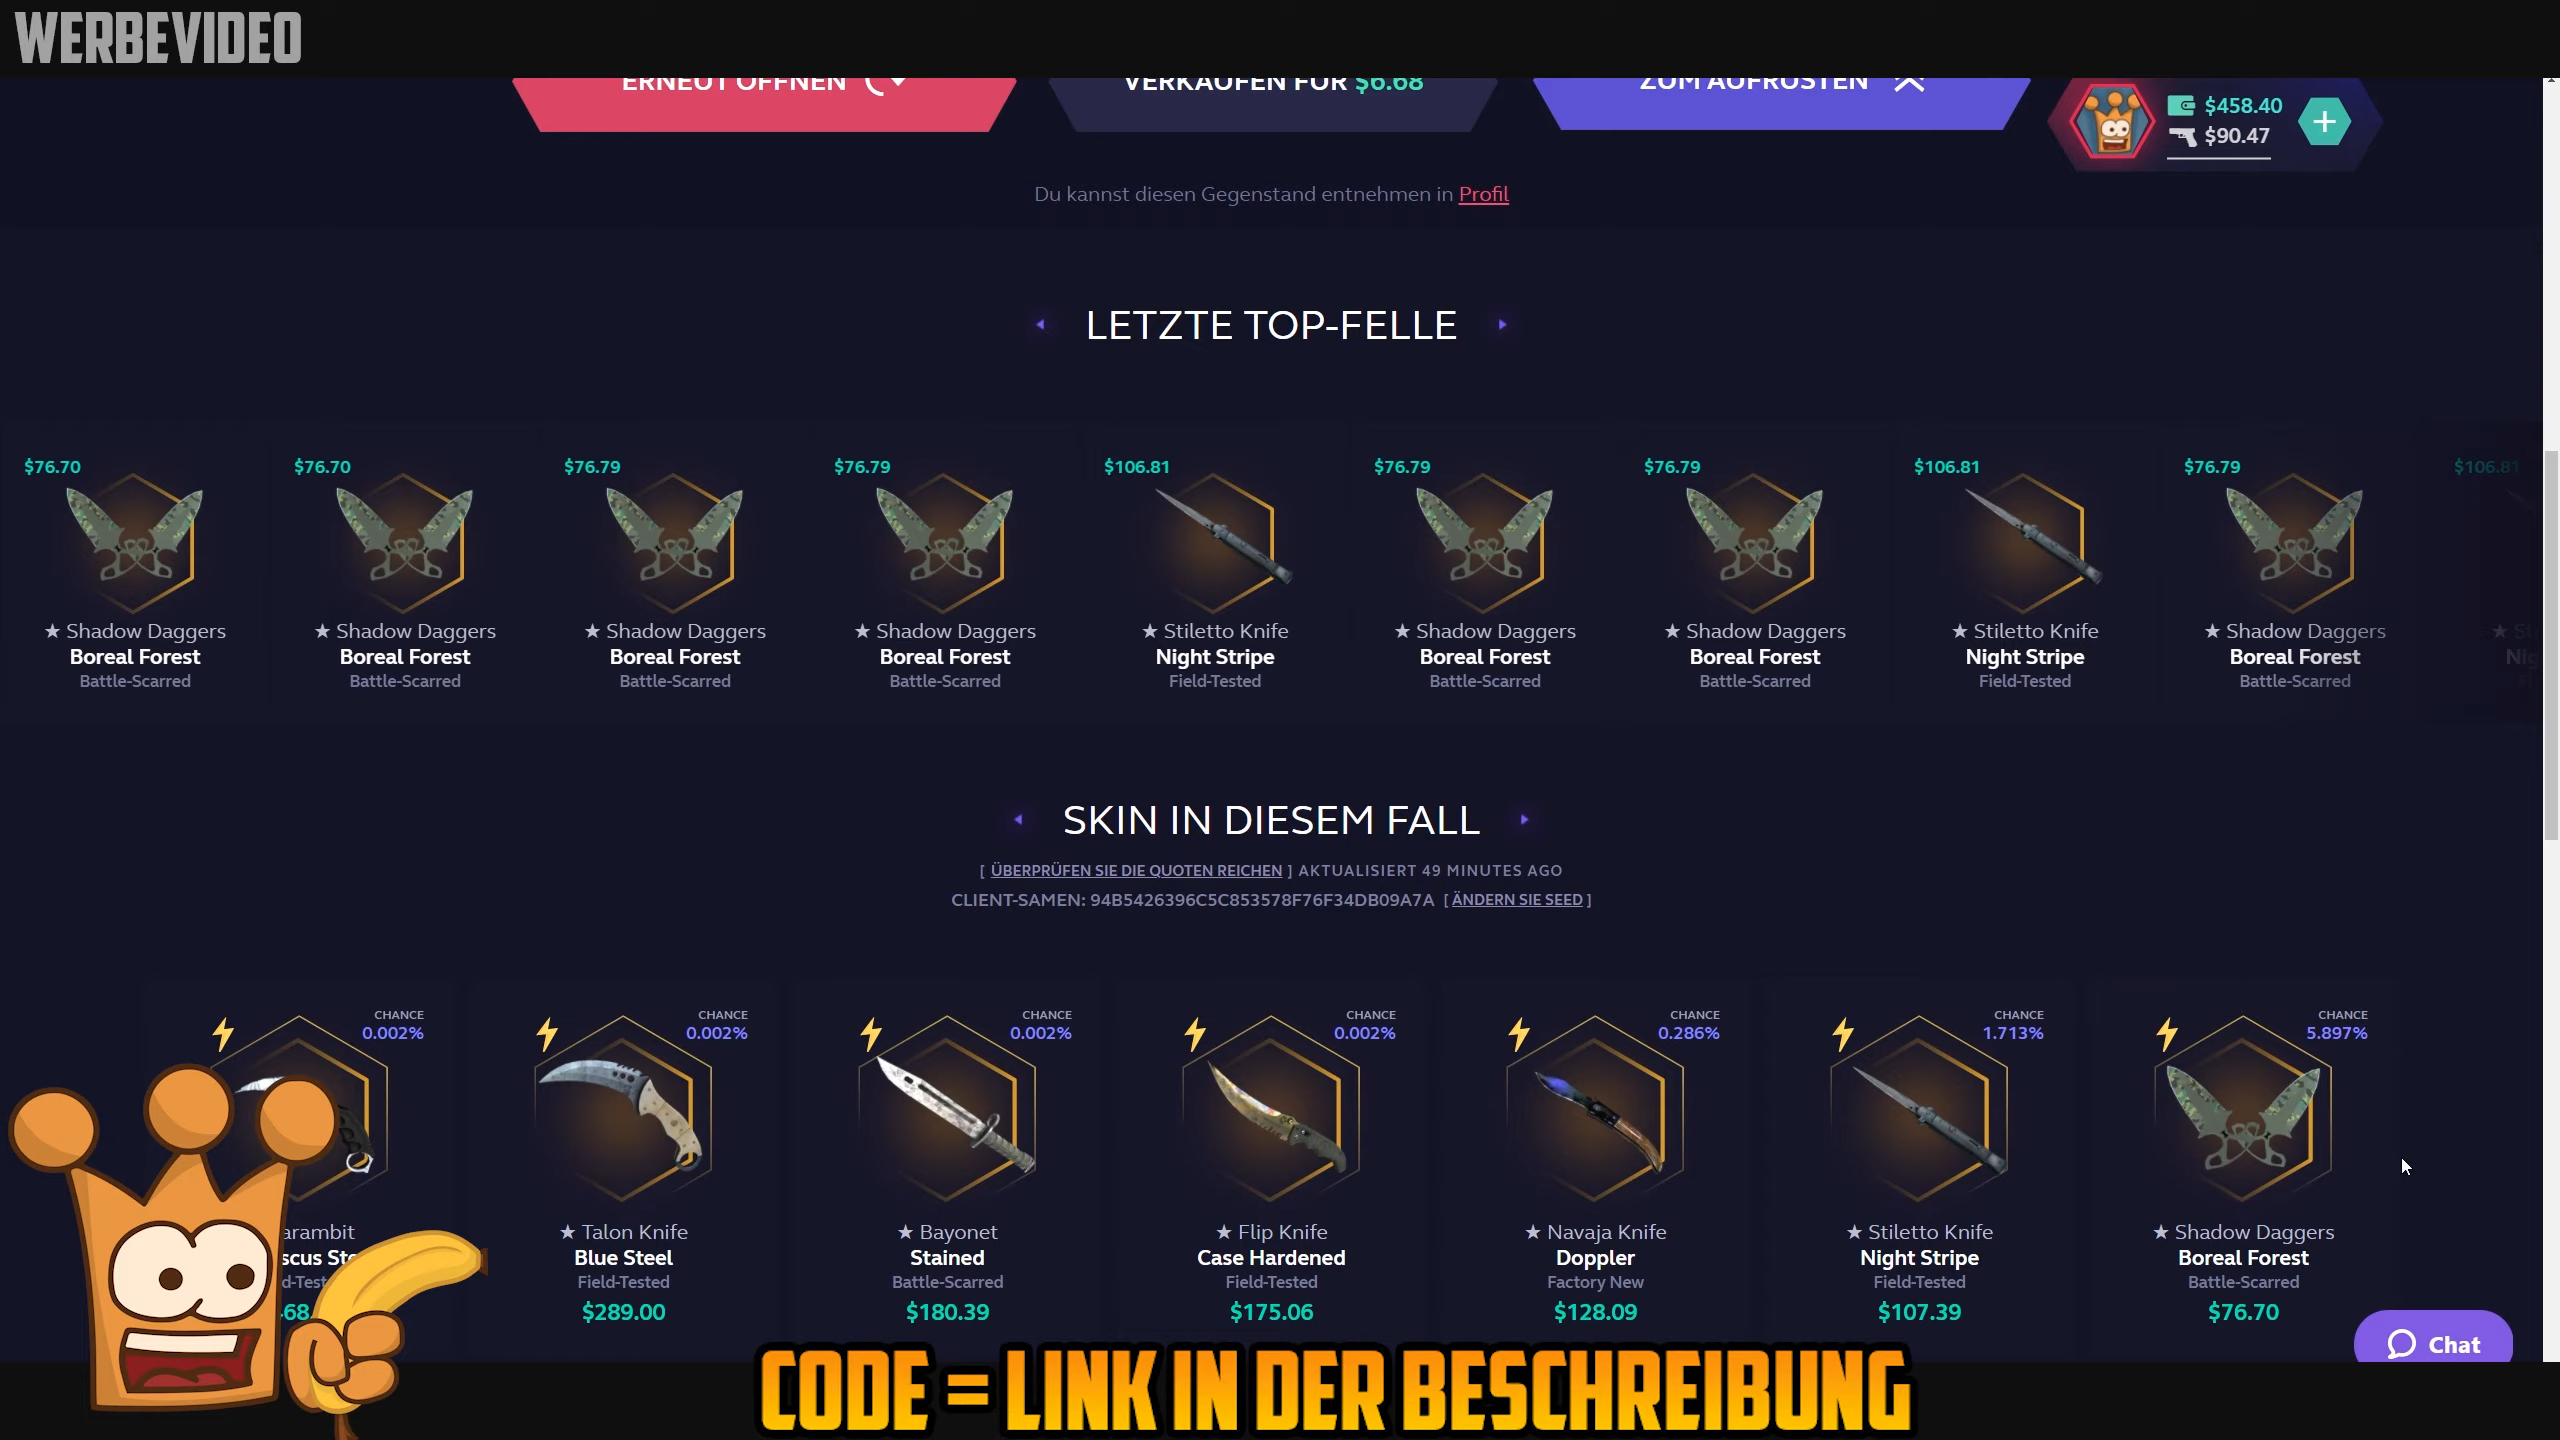 WERBEVIDEO
ERNEUT ÖFFNEN
VERKAUFEN FÜR $6.68
ZUM AUFRÜSTEN
$458.40
$90.47
Du kannst diesen Gegenstand entnehmen in Profil
LETZTE TOP-FELLE
$76.70 $76.70 $76.79 $76.79 $106.81 $76.79 $76.79 $106.81 $76.79 $106.81
★ Shadow Daggers ★ Shadow Daggers ★ Shadow Daggers ★ Shadow Daggers ★ Stiletto Knife ★ Shadow Daggers ★ Shadow Daggers ★ Stiletto Knife ★ Shadow Daggers
Boreal Forest Boreal Forest Boreal Forest Boreal Forest Night Stripe Boreal Forest Boreal Forest Night Stripe Boreal Forest
Battle-Scarred Battle-Scarred Battle-Scarred Battle-Scarred Field-Tested Battle-Scarred Battle-Scarred Field-Tested Battle-Scarred
SKIN IN DIESEM FALL
[ ÜBERPRÜFEN SIE DIE QUOTEN REICHEN ] AKTUALISIERT 49 MINUTES AGO
CLIENT-SAMEN: 94B5426396C5C853578F76F34DB09A7A [ ÄNDERN SIE SEED ]
CHANCE CHANCE CHANCE CHANCE CHANCE CHANCE CHANCE
0.002% 0.002% 0.002% 0.002% 0.286% 1.713% 5.897%
arambit ★ Talon Knife ★ Bayonet ★ Flip Knife ★ Navaja Knife ★ Stiletto Knife ★ Shadow Daggers
scus Ste Blue Steel Stained Case Hardened Doppler Night Stripe Boreal Forest
d-Test Field-Tested Battle-Scarred Field-Tested Factory New Field-Tested Battle-Scarred
68. $289.00 $180.39 $175.06 $128.09 $107.39 $76.70
Chat
CODE = LINK IN DER BESCHREIBUNG